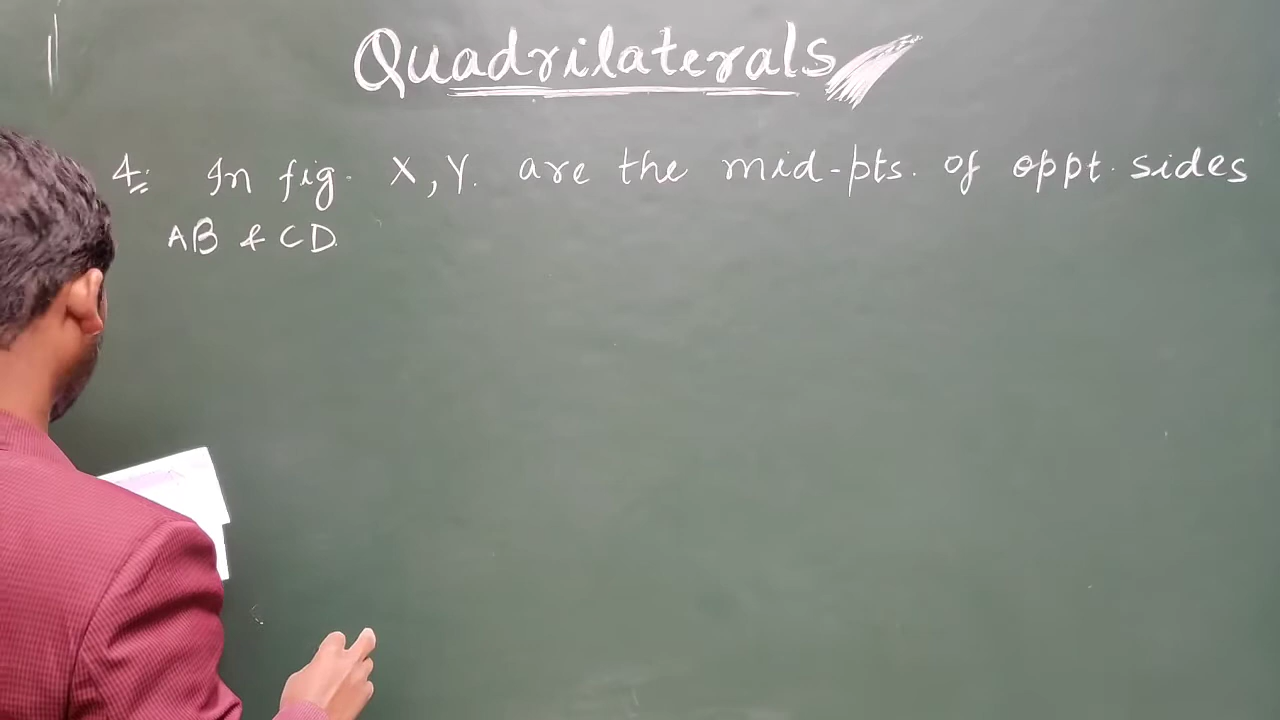 Quadrilaterals
4. In fig. X, Y. are the mid-pts. of oppt. sides
AB & CD.